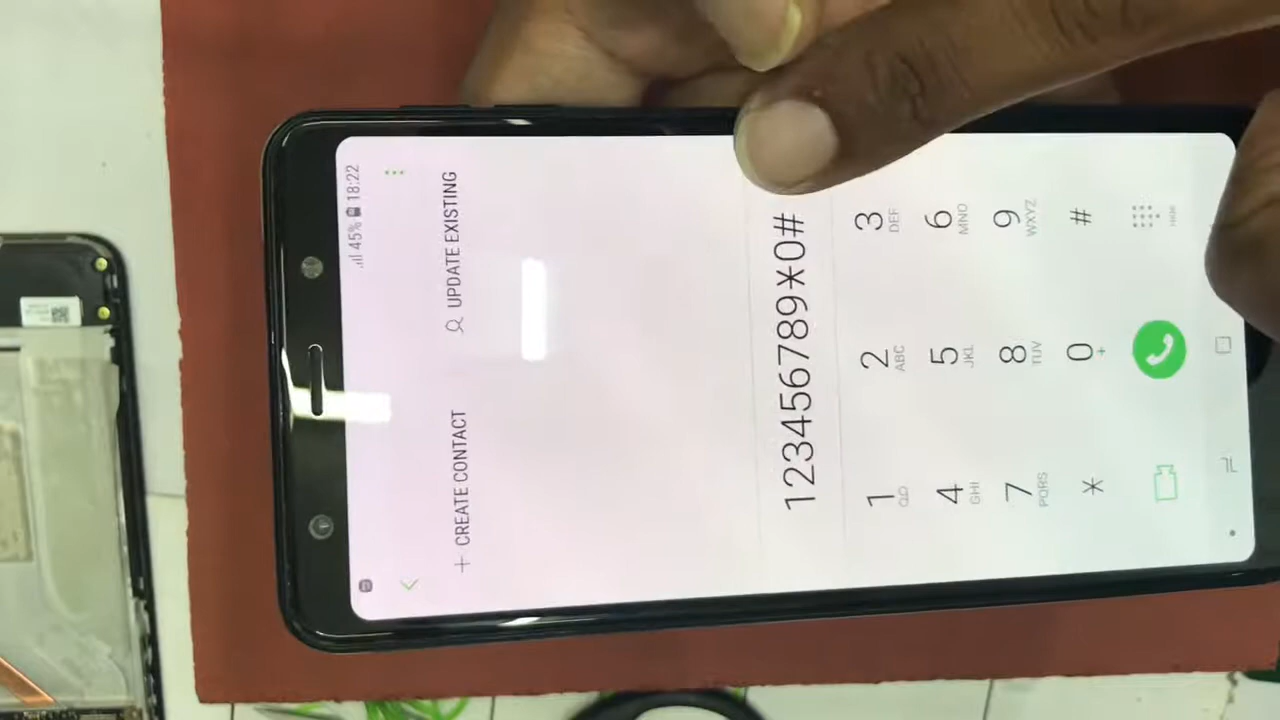 45% 18:22
+ CREATE CONTACT
UPDATE EXISTING
123456789*0#
1 2 ABC 3 DEF
4 GHI 5 JKL 6 MNO
7 PQRS 8 TUV 9 WXYZ
* 0 + #
HIDE